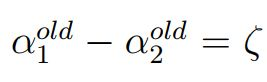 α₁^{old} − α₂^{old} = ζ